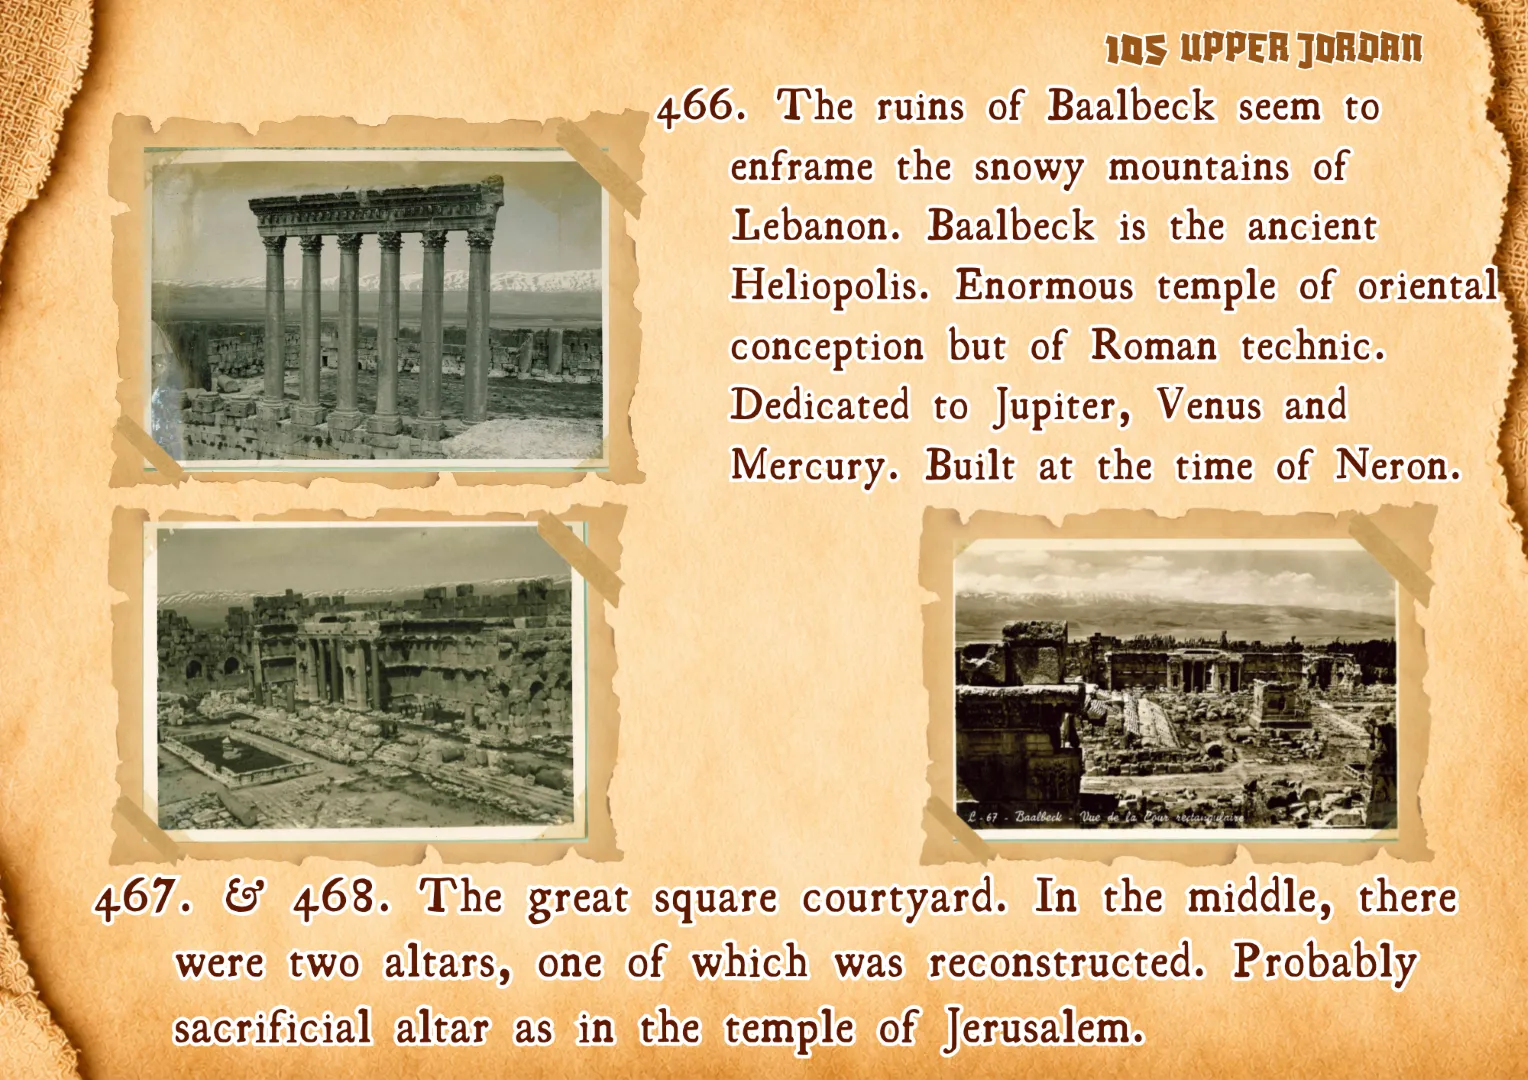 105 UPPER JORDAN
466. The ruins of Baalbeck seem to
enframe the snowy mountains of
Lebanon. Baalbeck is the ancient
Heliopolis. Enormous temple of oriental
conception but of Roman technic.
Dedicated to Jupiter, Venus and
Mercury. Built at the time of Neron.
L - 67 - Baalbeck - Vue de la Cour rectangulaire
467. & 468. The great square courtyard. In the middle, there
were two altars, one of which was reconstructed. Probably
sacrificial altar as in the temple of Jerusalem.